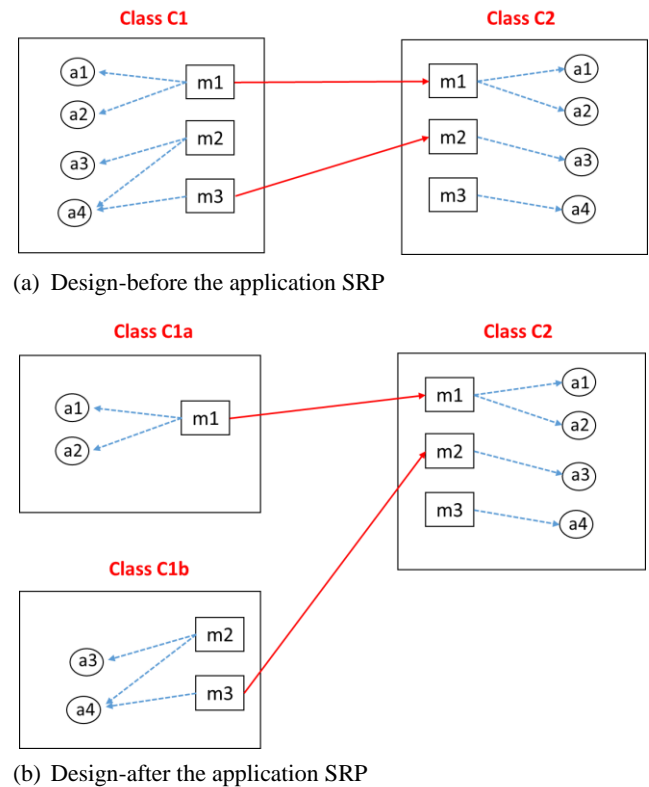 Class C1
Class C2
a1
m1
m1
a1
a2
a2
m2
m2
a3
a3
m3
m3
a4
a4
(a) Design-before the application SRP
Class C1a
Class C2
a1
m1
m1
a1
a2
a2
m2
a3
m3
a4
Class C1b
m2
a3
m3
a4
(b) Design-after the application SRP